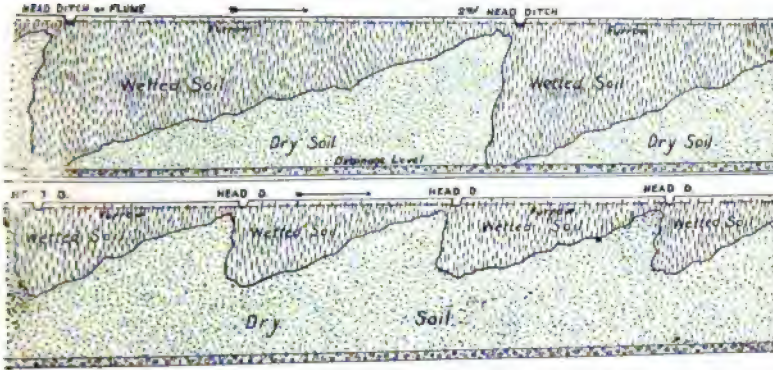 HEAD DITCH OR FLUME 2ND HEAD DITCH
Furrow Furrow
Wetted Soil Wetted Soil
Dry Soil Dry Soil
Drainage Level
D. HEAD D. HEAD D. HEAD D.
Furrow Furrow
Wetted Soil Wetted Soil Wetted Soil Wetted Soil
Dry Soil